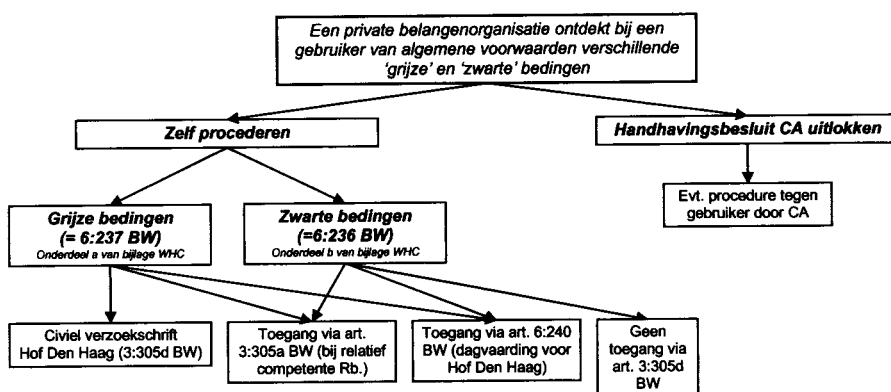 Een private belangenorganisatie ontdekt bij een
gebruiker van algemene voorwaarden verschillende
'grijze' en 'zwarte' bedingen
Zelf procederen
Handhavingsbesluit CA uitlokken
Evt. procedure tegen
gebruiker door CA
Grijze bedingen
(= 6:237 BW)
Onderdeel a van bijlage WHC
Zwarte bedingen
(=6:236 BW)
Onderdeel b van bijlage WHC
Civiel verzoekschrift
Hof Den Haag (3:305d BW)
Toegang via art.
3:305a BW (bij relatief
competente Rb.)
Toegang via art. 6:240
BW (dagvaarding voor
Hof Den Haag)
Geen
toegang via
art. 3:305d
BW